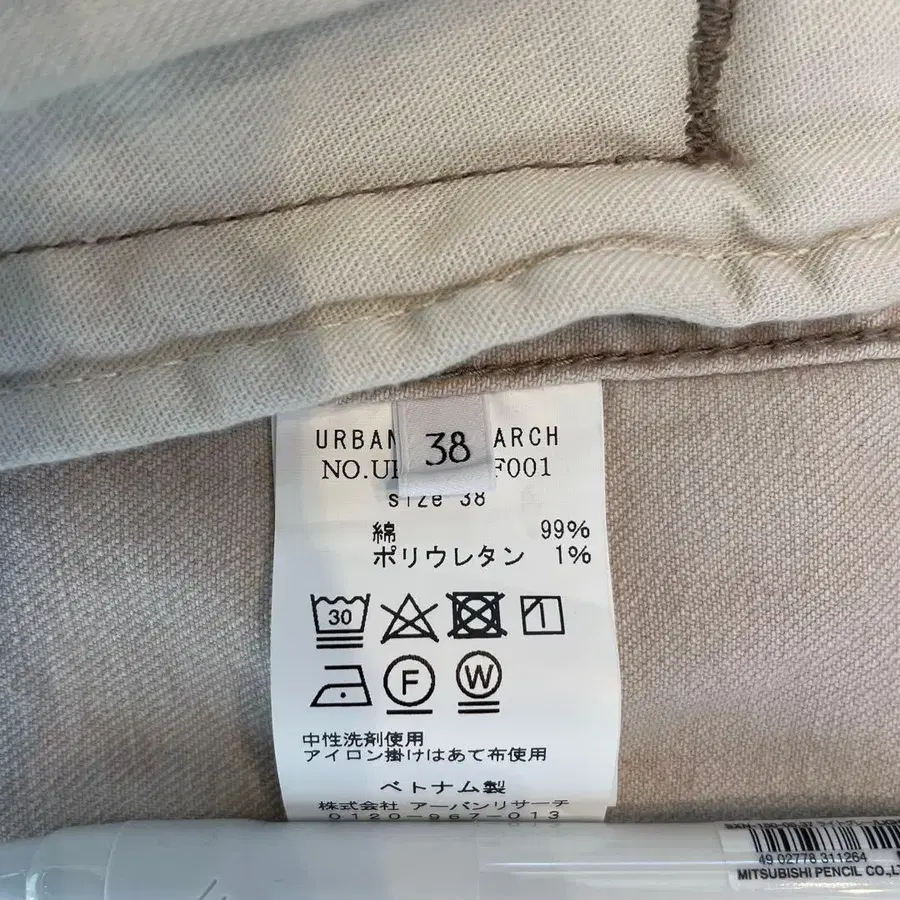 URBAN ARCH
38
NO.U F001
size 38
綿 99%
ポリウレタン 1%
30
F W
中性洗剤使用
アイロン掛けはあて布使用
ベトナム製
株式会社 アーバンリサーチ
0120-967-013
49 02778 311264
MITSUBISHI PENCIL CO.,